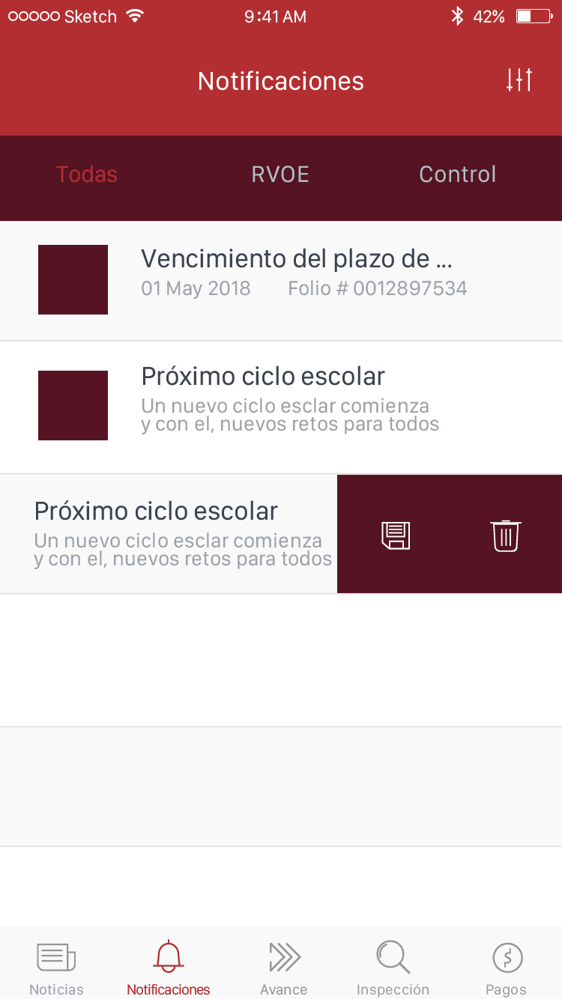 Sketch 9:41 AM 42%
Notificaciones
Todas RVOE Control
Vencimiento del plazo de ...
01 May 2018 Folio # 0012897534
Próximo ciclo escolar
Un nuevo ciclo esclar comienza
y con el, nuevos retos para todos
Próximo ciclo escolar
Un nuevo ciclo esclar comienza
y con el, nuevos retos para todos
Noticias Notificaciones Avance Inspección Pagos